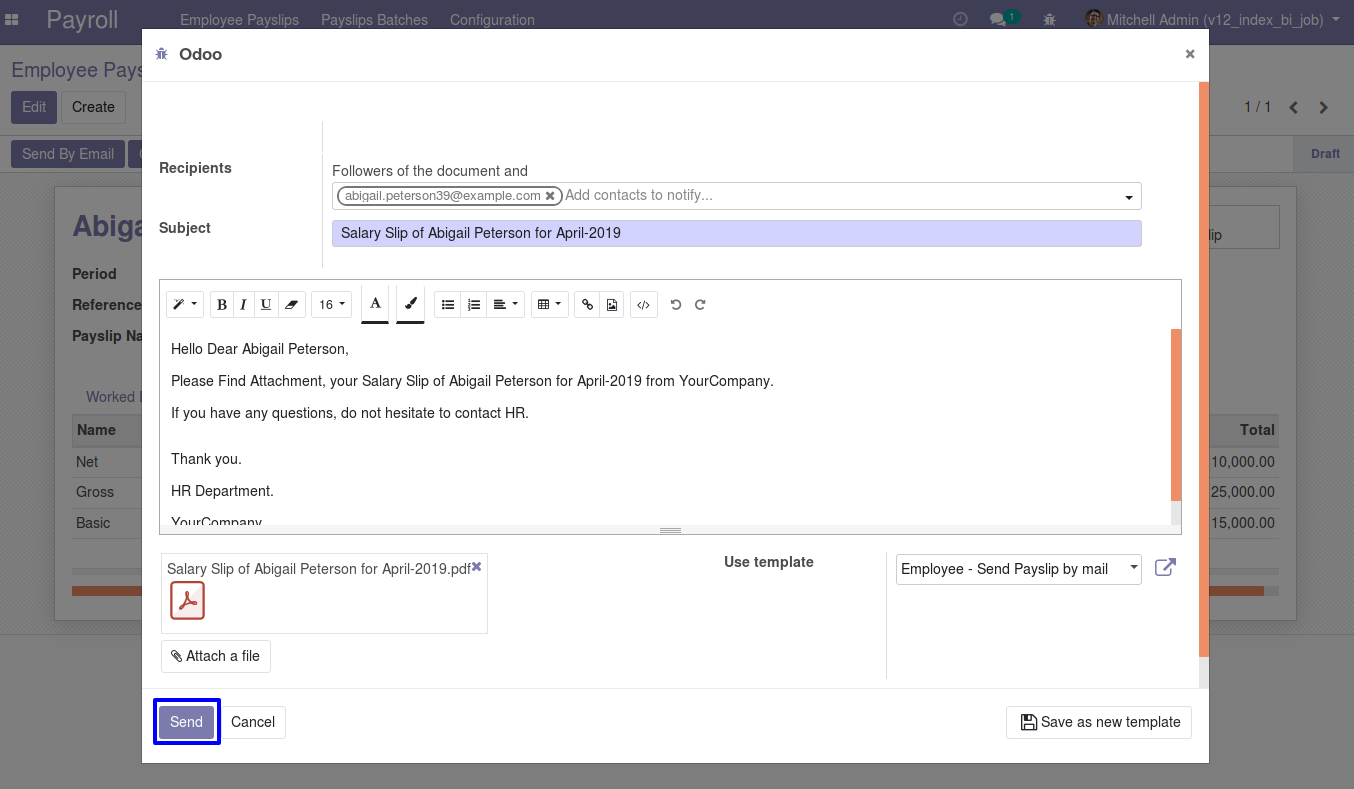 Payroll Employee Payslips Payslips Batches Configuration 1 Mitchell Admin (v12_index_bi_job)
Odoo
Employee Pays
Edit Create 1 / 1
Send By Email Draft
Recipients
Followers of the document and
abigail.peterson39@example.com Add contacts to notify...
Subject Salary Slip of Abigail Peterson for April-2019
Abiga
Period
Reference
Payslip Na
B I U 16 A
Hello Dear Abigail Peterson,
Please Find Attachment, your Salary Slip of Abigail Peterson for April-2019 from YourCompany.
If you have any questions, do not hesitate to contact HR.
Thank you.
HR Department.
YourCompany
Worked
Name Total
Net 10,000.00
Gross 25,000.00
Basic 15,000.00
Salary Slip of Abigail Peterson for April-2019.pdf
Use template Employee - Send Payslip by mail
Attach a file
Send Cancel Save as new template